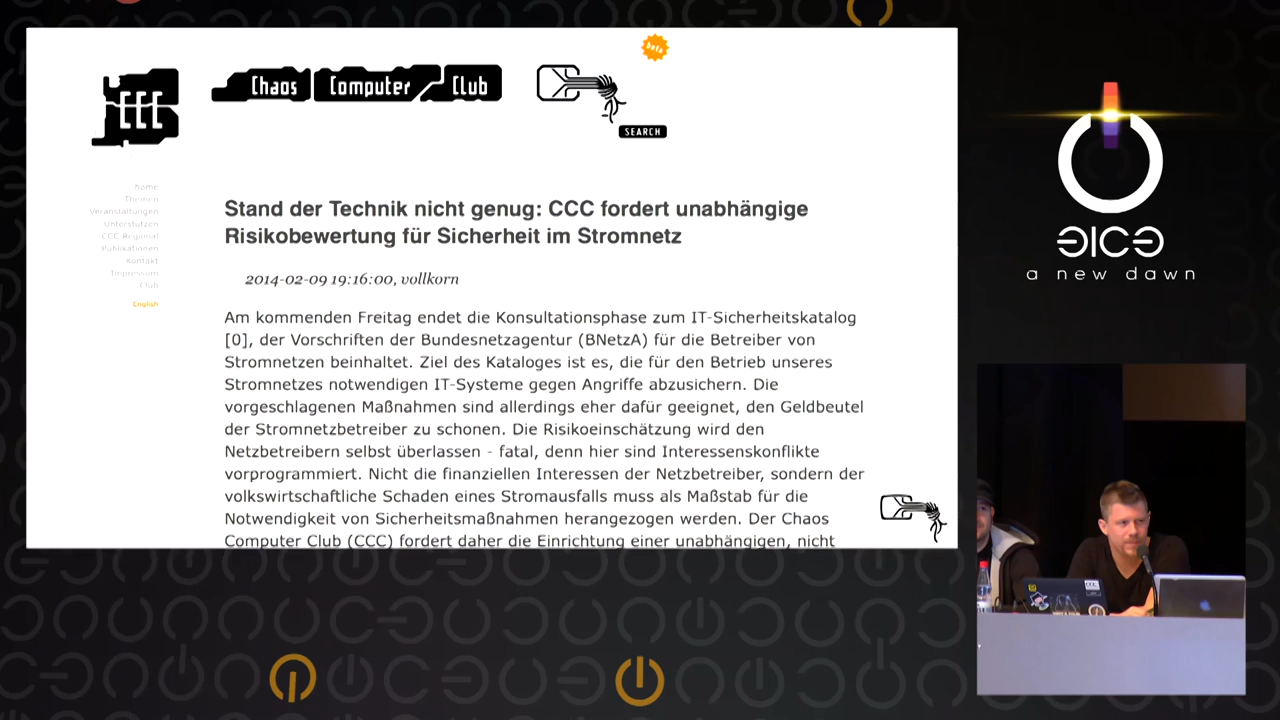 beta
CCC
Chaos Computer Club
SEARCH
home
Themen
Veranstaltungen
Unterstützen
CCC Regional
Publikationen
Kontakt
Impressum
Club
English
Stand der Technik nicht genug: CCC fordert unabhängige
Risikobewertung für Sicherheit im Stromnetz
2014-02-09 19:16:00, vollkorn
Am kommenden Freitag endet die Konsultationsphase zum IT-Sicherheitskatalog
[0], der Vorschriften der Bundesnetzagentur (BNetzA) für die Betreiber von
Stromnetzen beinhaltet. Ziel des Kataloges ist es, die für den Betrieb unseres
Stromnetzes notwendigen IT-Systeme gegen Angriffe abzusichern. Die
vorgeschlagenen Maßnahmen sind allerdings eher dafür geeignet, den Geldbeutel
der Stromnetzbetreiber zu schonen. Die Risikoeinschätzung wird den
Netzbetreibern selbst überlassen - fatal, denn hier sind Interessenskonflikte
vorprogrammiert. Nicht die finanziellen Interessen der Netzbetreiber, sondern der
volkswirtschaftliche Schaden eines Stromausfalls muss als Maßstab für die
Notwendigkeit von Sicherheitsmaßnahmen herangezogen werden. Der Chaos
Computer Club (CCC) fordert daher die Einrichtung einer unabhängigen, nicht
a new dawn